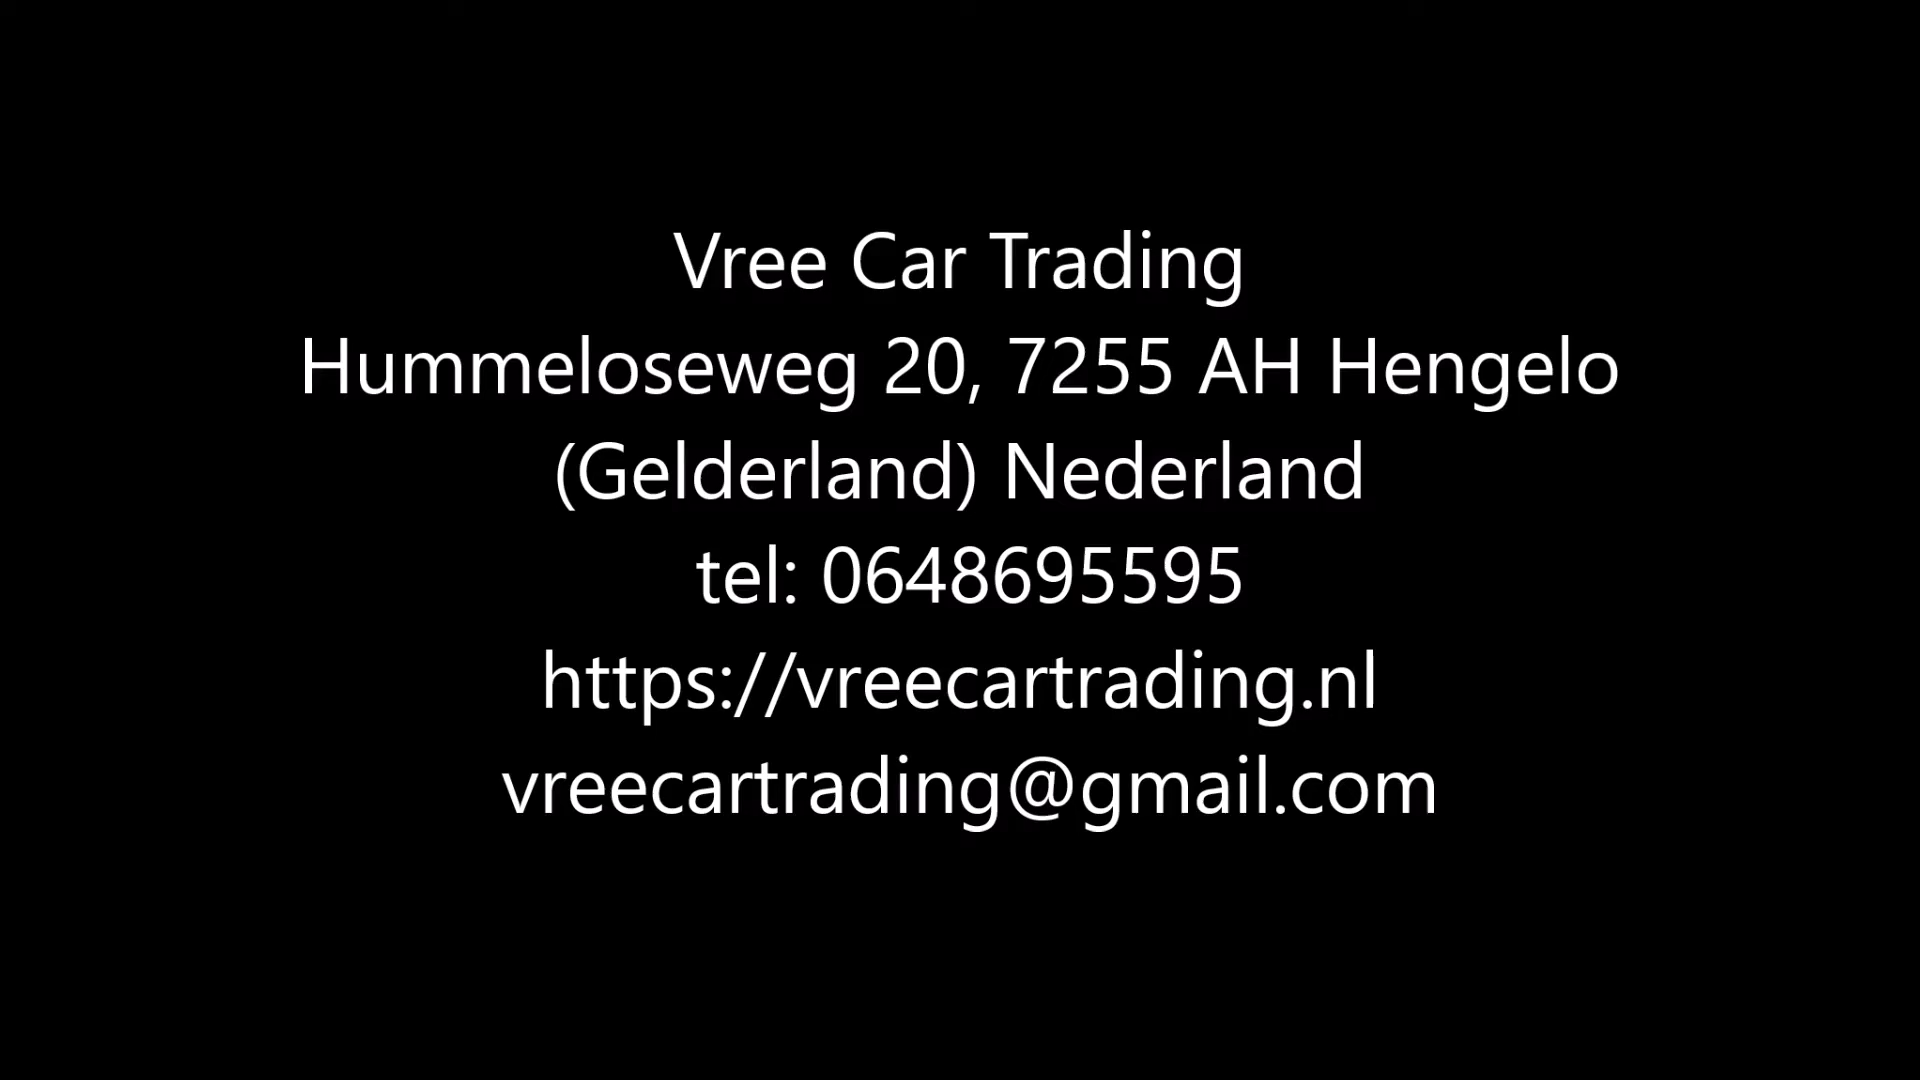 Vree Car Trading
Hummeloseweg 20, 7255 AH Hengelo
(Gelderland) Nederland
tel: 0648695595
https://vreecartrading.nl
vreecartrading@gmail.com